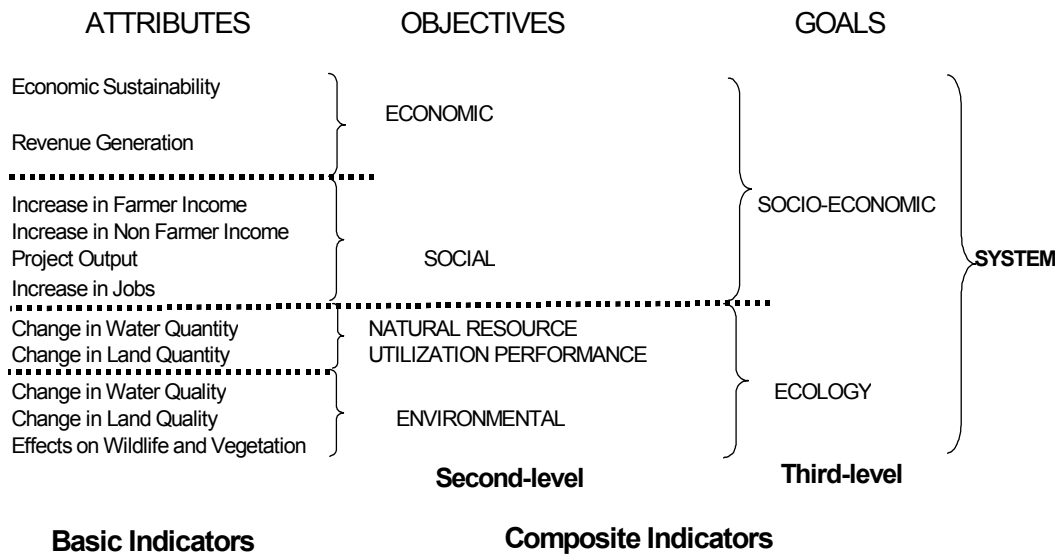 ATTRIBUTES OBJECTIVES GOALS
Economic Sustainability
ECONOMIC
Revenue Generation
Increase in Farmer Income
SOCIO-ECONOMIC
Increase in Non Farmer Income
Project Output SOCIAL SYSTEM
Increase in Jobs
Change in Water Quantity NATURAL RESOURCE
Change in Land Quantity UTILIZATION PERFORMANCE
Change in Water Quality ECOLOGY
Change in Land Quality ENVIRONMENTAL
Effects on Wildlife and Vegetation
Second-level Third-level
Basic Indicators Composite Indicators